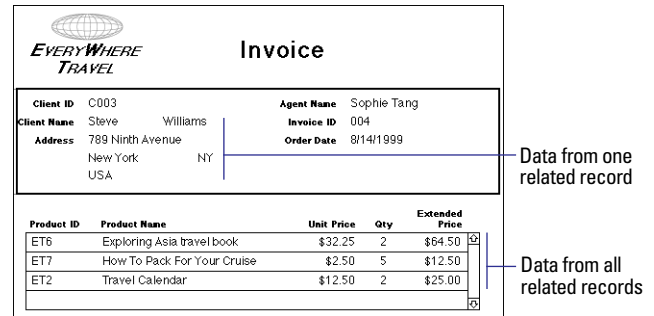 EVERYWHERE
TRAVEL
Invoice
Client ID C003
Agent Name Sophie Tang
Client Name Steve Williams
Invoice ID 004
Address 789 Ninth Avenue
Order Date 8/14/1999
New York NY
USA
Data from one
related record
Product ID Product Name Unit Price Qty Extended
Price
ET6 Exploring Asia travel book $32.25 2 $64.50
ET7 How To Pack For Your Cruise $2.50 5 $12.50
ET2 Travel Calendar $12.50 2 $25.00
Data from all
related records